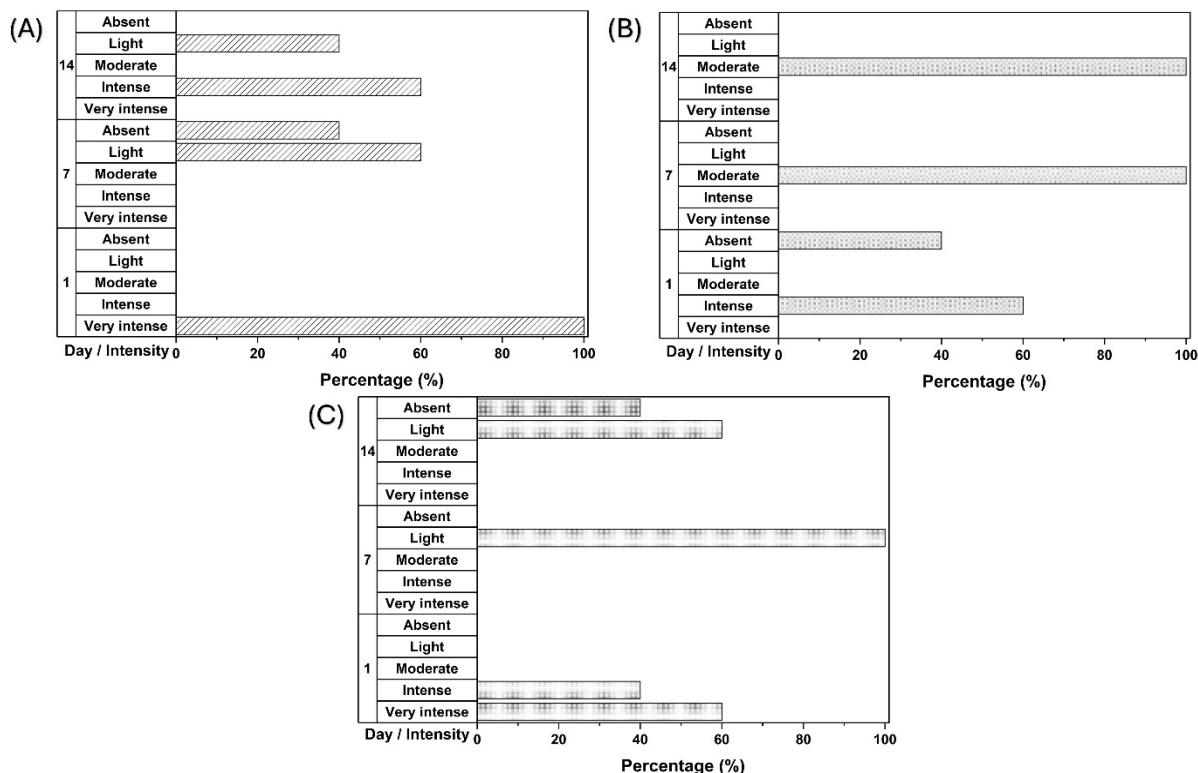 (A)
14
Absent
Light
Moderate
Intense
Very intense
7
Absent
Light
Moderate
Intense
Very intense
1
Absent
Light
Moderate
Intense
Very intense
Day / Intensity
0 20 40 60 80 100
Percentage (%)
(B)
14
Absent
Light
Moderate
Intense
Very intense
7
Absent
Light
Moderate
Intense
Very intense
1
Absent
Light
Moderate
Intense
Very intense
Day / Intensity
0 20 40 60 80 100
Percentage (%)
(C)
14
Absent
Light
Moderate
Intense
Very intense
7
Absent
Light
Moderate
Intense
Very intense
1
Absent
Light
Moderate
Intense
Very intense
Day / Intensity
0 20 40 60 80 100
Percentage (%)